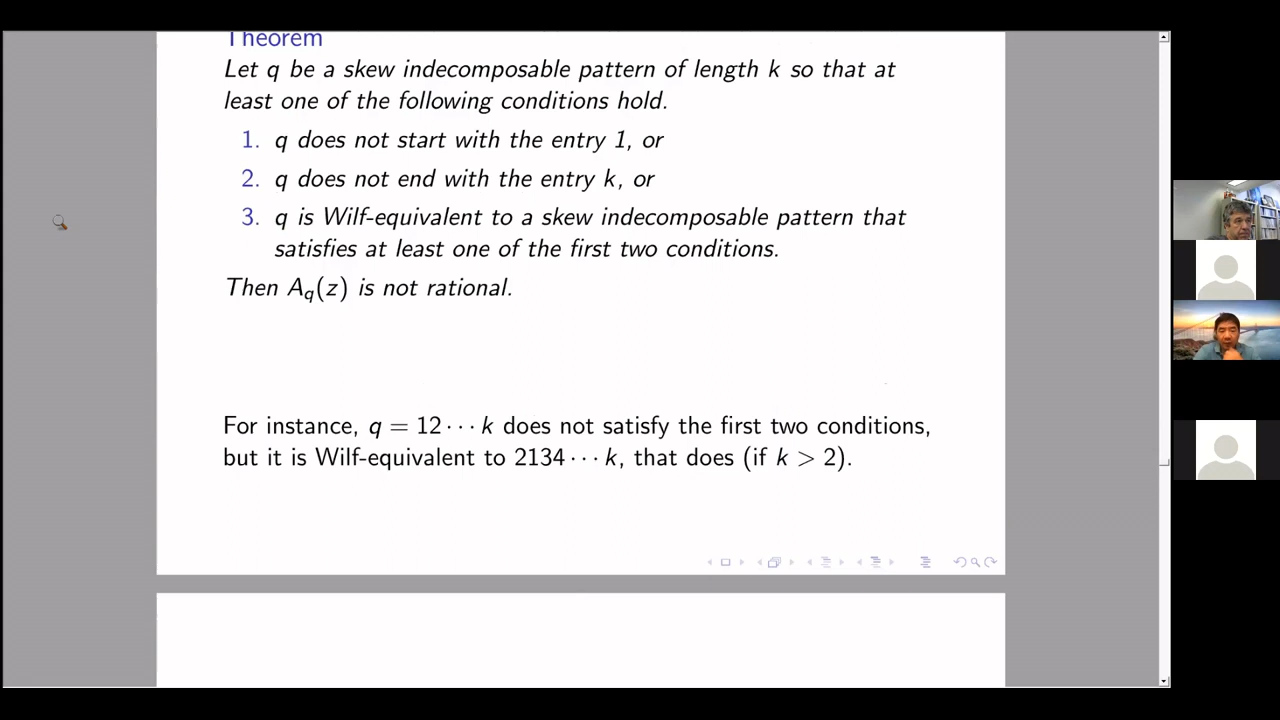 Theorem
Let q be a skew indecomposable pattern of length k so that at
least one of the following conditions hold.
1. q does not start with the entry 1, or
2. q does not end with the entry k, or
3. q is Wilf-equivalent to a skew indecomposable pattern that
satisfies at least one of the first two conditions.
Then A_q(z) is not rational.
For instance, q = 12⋯k does not satisfy the first two conditions,
but it is Wilf-equivalent to 2134⋯k, that does (if k > 2).